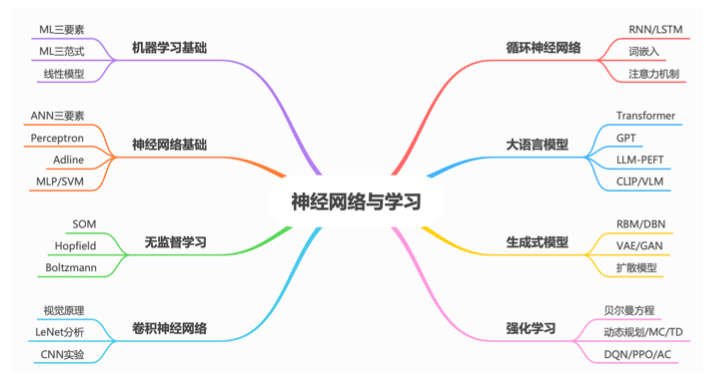 神经网络与学习
机器学习基础
ML三要素
ML三范式
线性模型
神经网络基础
ANN三要素
Perceptron
Adline
MLP/SVM
无监督学习
SOM
Hopfield
Boltzmann
卷积神经网络
视觉原理
LeNet分析
CNN实验
循环神经网络
RNN/LSTM
词嵌入
注意力机制
大语言模型
Transformer
GPT
LLM-PEFT
CLIP/VLM
生成式模型
RBM/DBN
VAE/GAN
扩散模型
强化学习
贝尔曼方程
动态规划/MC/TD
DQN/PPO/AC